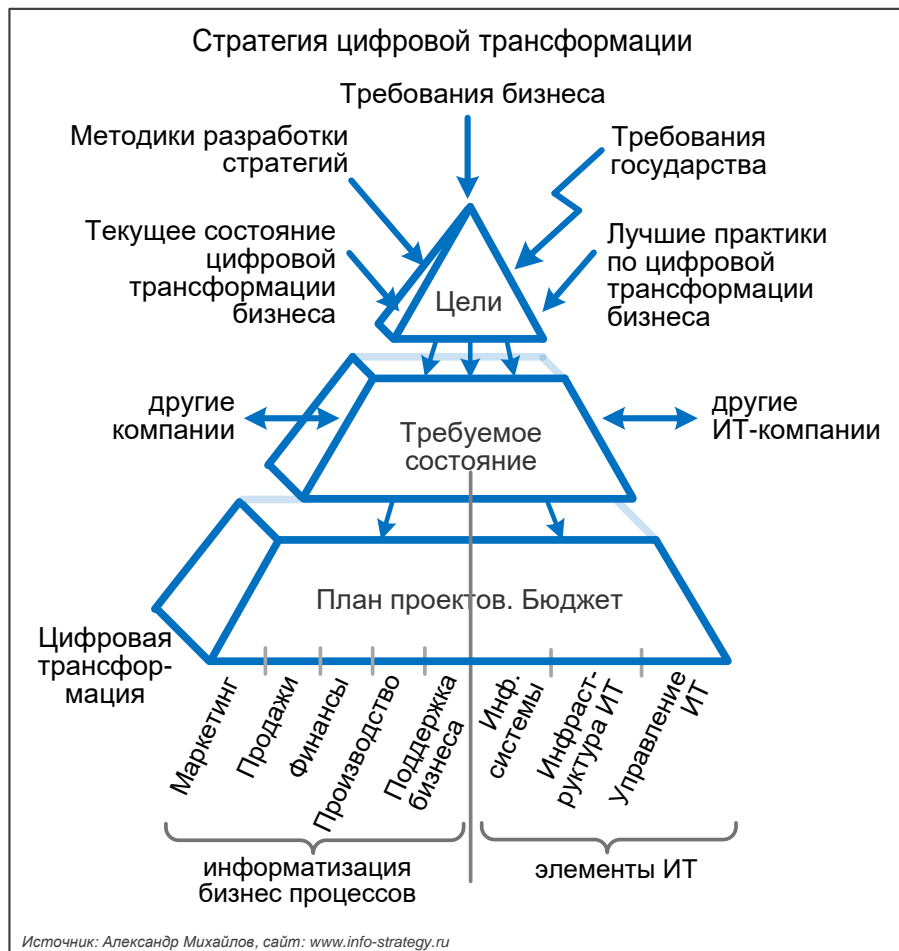 Стратегия цифровой трансформации
Требования бизнеса
Методики разработки
стратегий
Требования
государства
Текущее состояние
цифровой
трансформации
бизнеса
Лучшие практики
по цифровой
трансформации
бизнеса
Цели
другие
компании
Требуемое
состояние
другие
ИТ-компании
План проектов. Бюджет
Цифровая
трансфор-
мация
Маркетинг
Продажи
Финансы
Производство
Поддержка
бизнеса
Инф.
системы
Инфраст-
руктура ИТ
Управление
ИТ
информатизация
бизнес процессов
элементы ИТ
Источник: Александр Михайлов, сайт: www.info-strategy.ru